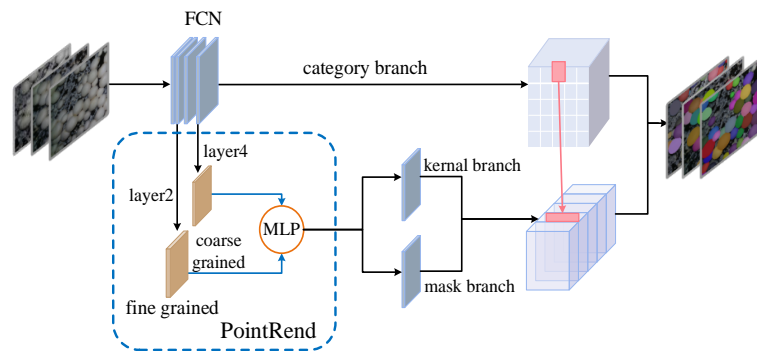 FCN
category branch
layer4
layer2
kernal branch
MLP
coarse
grained
mask branch
fine grained
PointRend